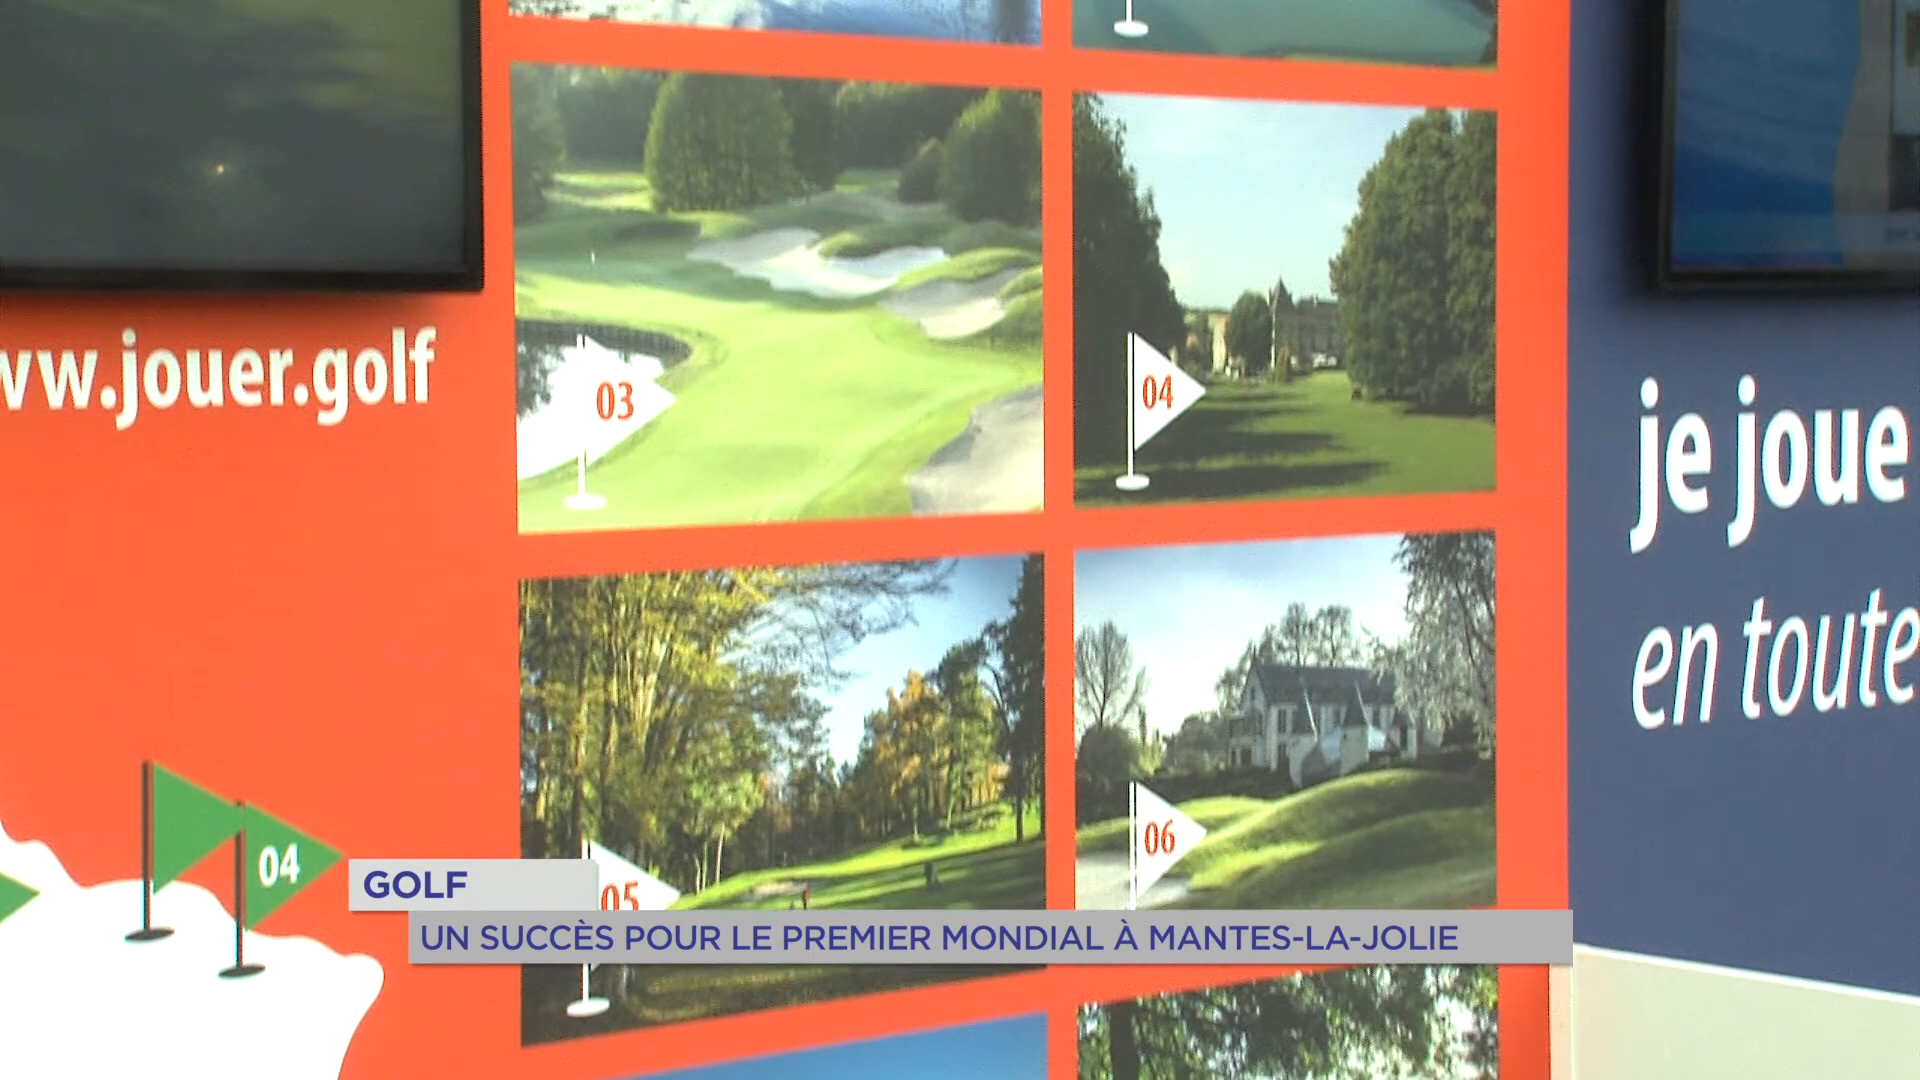 ww.jouer.golf
03
04
je joue
en toute
05
06
04
GOLF
UN SUCCÈS POUR LE PREMIER MONDIAL À MANTES-LA-JOLIE